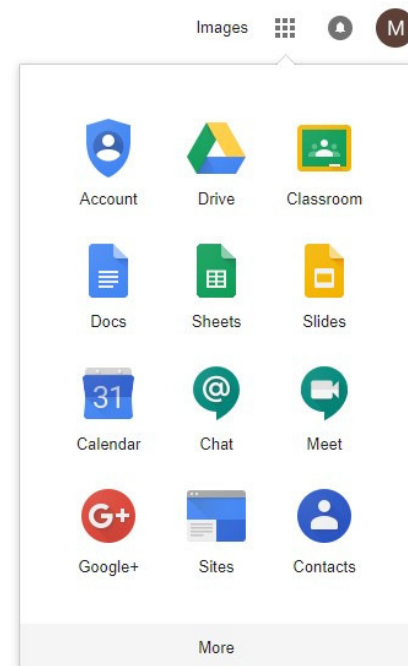 Images M
Account Drive Classroom
Docs Sheets Slides
31
Calendar Chat Meet
G+
Google+ Sites Contacts
More